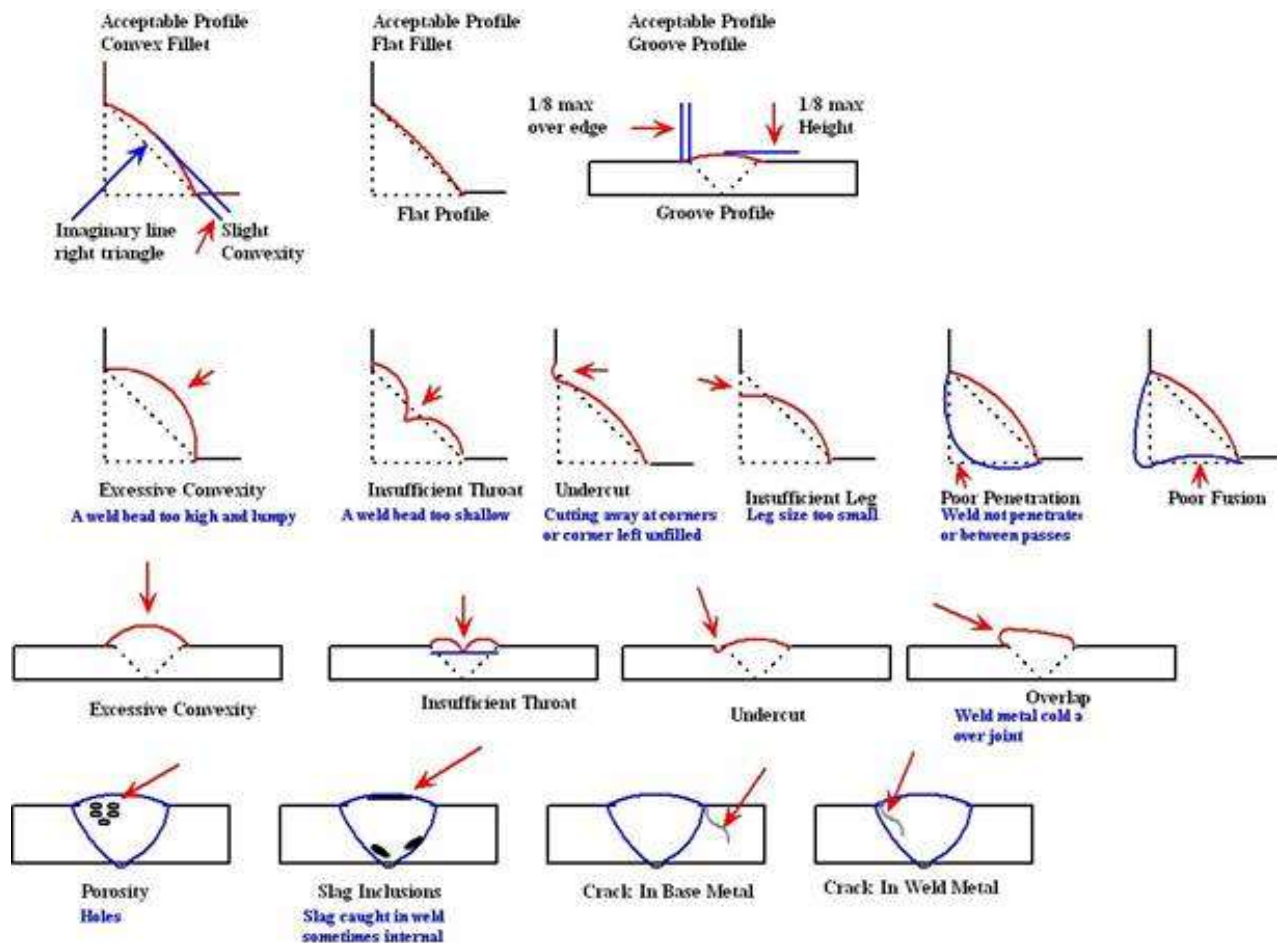 Acceptable Profile
Convex Fillet
Acceptable Profile
Flat Fillet
Acceptable Profile
Groove Profile
1/8 max
over edge
1/8 max
Height
Imaginary line
right triangle
Slight
Convexity
Flat Profile
Groove Profile
Excessive Convexity
A weld bead too high and lumpy
Insufficient Throat
A weld bead too shallow
Undercut
Cutting away at corners
or corner left unfilled
Insufficient Leg
Leg size too small
Poor Penetration
Weld not penetrate
or between passes
Poor Fusion
Excessive Convexity
Insufficient Throat
Undercut
Overlap
Weld metal cold a
over joint
Porosity
Holes
Slag Inclusions
Slag caught in weld
sometimes internal
Crack In Base Metal
Crack In Weld Metal